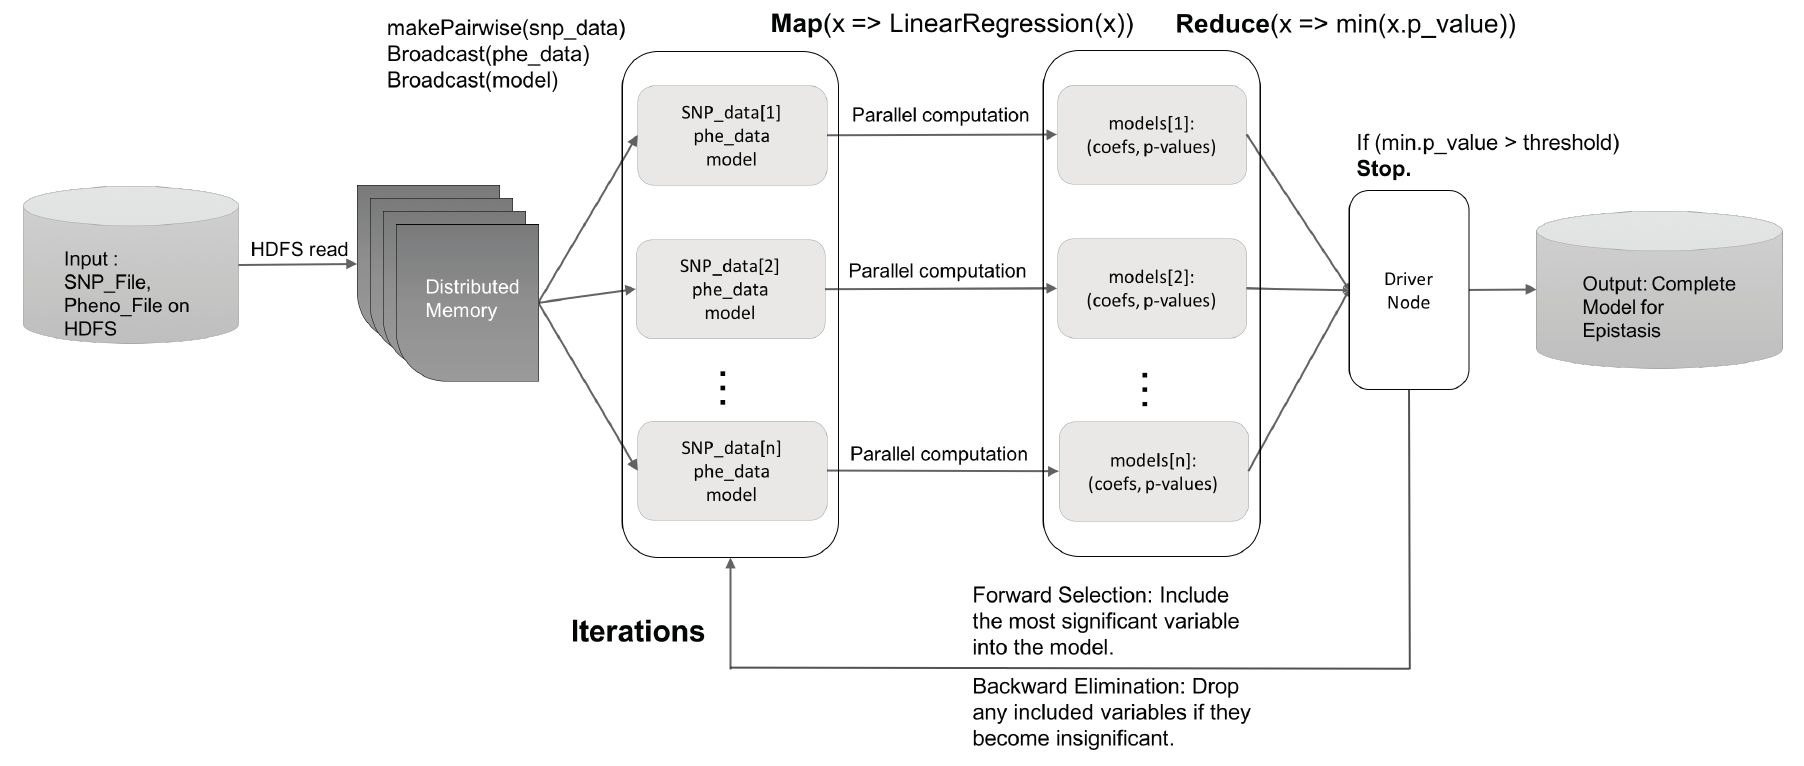 makePairwise(snp_data)
Broadcast(phe_data)
Broadcast(model)
Map(x => LinearRegression(x))
Reduce(x => min(x.p_value))
Input :
SNP_File,
Pheno_File on
HDFS
HDFS read
Distributed
Memory
SNP_data[1]
phe_data
model
Parallel computation
models[1]:
(coefs, p-values)
SNP_data[2]
phe_data
model
Parallel computation
models[2]:
(coefs, p-values)
SNP_data[n]
phe_data
model
Parallel computation
models[n]:
(coefs, p-values)
If (min.p_value > threshold)
Stop.
Driver
Node
Output: Complete
Model for
Epistasis
Iterations
Forward Selection: Include
the most significant variable
into the model.
Backward Elimination: Drop
any included variables if they
become insignificant.